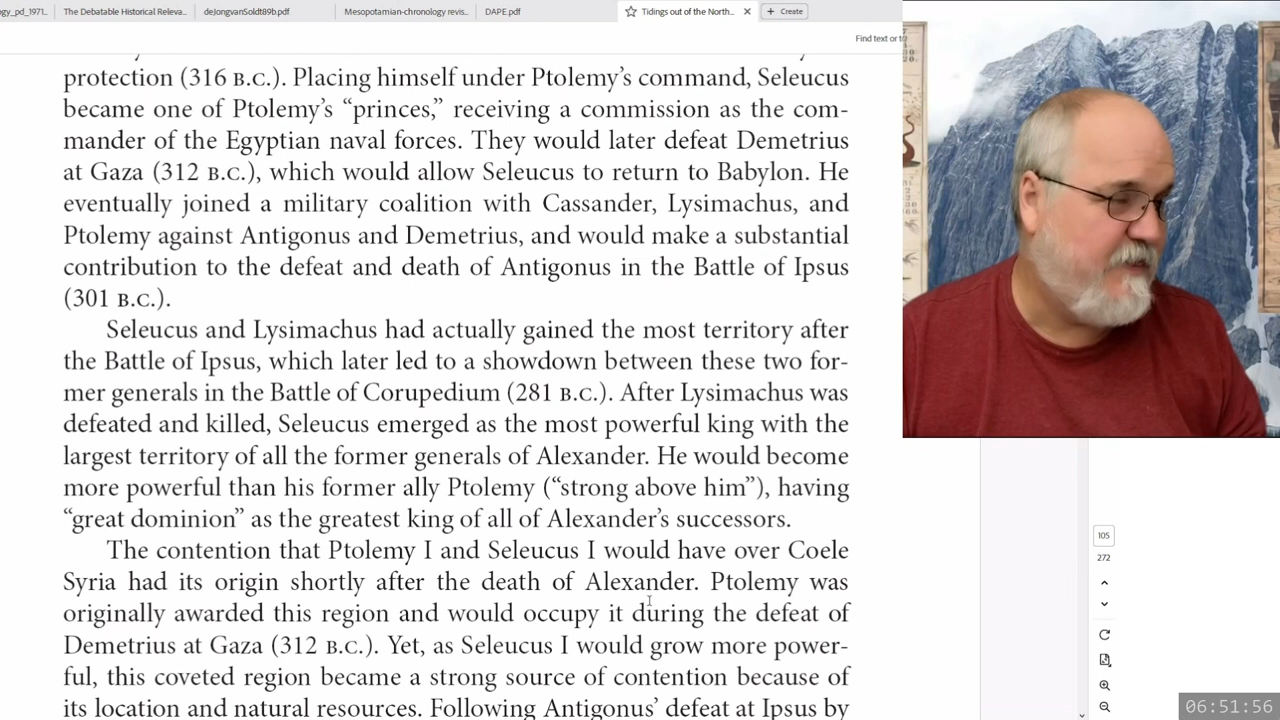 ogy_pd_1971..
The Debatable Historical Releva...
deJongvanSoldt89b.pdf
Mesopotamian-chronology revis..
DAPE.pdf
Tidings out of the North...
Create
Find text or t
protection (316 B.C.). Placing himself under Ptolemy’s command, Seleucus
became one of Ptolemy’s “princes,” receiving a commission as the com-
mander of the Egyptian naval forces. They would later defeat Demetrius
at Gaza (312 B.C.), which would allow Seleucus to return to Babylon. He
eventually joined a military coalition with Cassander, Lysimachus, and
Ptolemy against Antigonus and Demetrius, and would make a substantial
contribution to the defeat and death of Antigonus in the Battle of Ipsus
(301 B.C.).
Seleucus and Lysimachus had actually gained the most territory after
the Battle of Ipsus, which later led to a showdown between these two for-
mer generals in the Battle of Corupedium (281 B.C.). After Lysimachus was
defeated and killed, Seleucus emerged as the most powerful king with the
largest territory of all the former generals of Alexander. He would become
more powerful than his former ally Ptolemy (“strong above him”), having
“great dominion” as the greatest king of all of Alexander’s successors.
The contention that Ptolemy I and Seleucus I would have over Coele
Syria had its origin shortly after the death of Alexander. Ptolemy was
originally awarded this region and would occupy it during the defeat of
Demetrius at Gaza (312 B.C.). Yet, as Seleucus I would grow more power-
ful, this coveted region became a strong source of contention because of
its location and natural resources. Following Antigonus’ defeat at Ipsus by
105
272
06:51:56